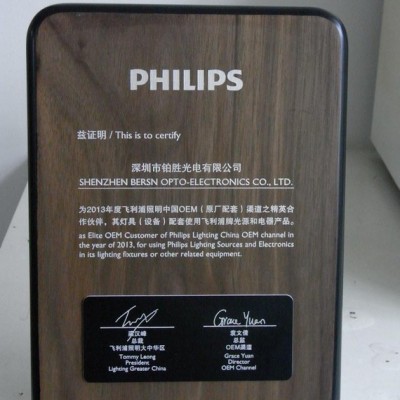 PHILIPS
兹证明 / This is to certify
深圳市铂胜光电有限公司
SHENZHEN BERSN OPTO-ELECTRONICS CO., LTD.
为2013年度飞利浦照明中国OEM（原厂配套）渠道之精英合
作伙伴，其灯具（设备）配套使用飞利浦牌光源和电器产品。
as Elite OEM Customer of Philips Lighting China OEM channel in
the year of 2013, for using Philips Lighting Sources and Electronics
in its lighting fixtures or other related equipment.
Grace Yuan
梁汉峰
袁文倩
总裁
总监
飞利浦照明大中华区
OEM渠道
Tommy Leong
Grace Yuan
President
Director
Lighting Greater China
OEM Channel